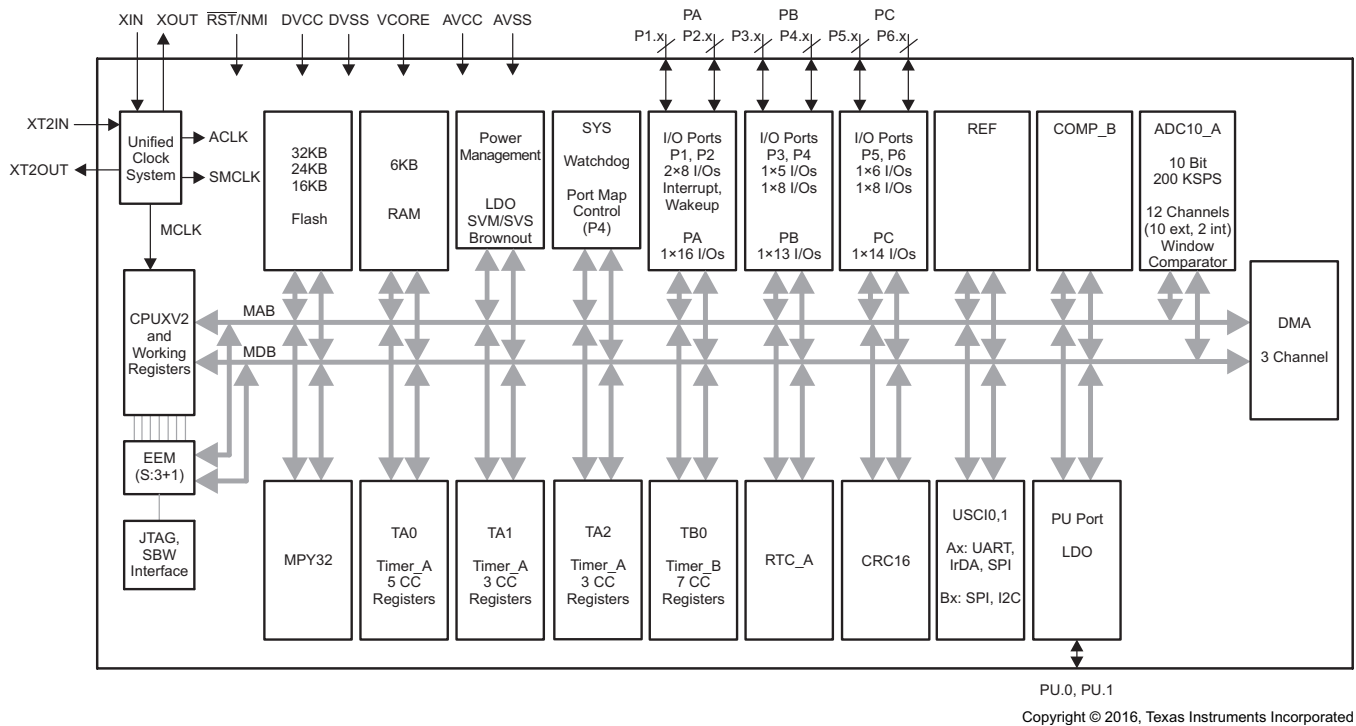 XIN XOUT RST/NMI DVCC DVSS VCORE AVCC AVSS
PA PB PC
P1.x P2.x P3.x P4.x P5.x P6.x
XT2IN
XT2OUT
Unified
Clock
System
ACLK
SMCLK
MCLK
32KB
24KB
16KB
Flash
6KB
RAM
Power
Management
LDO
SVM/SVS
Brownout
SYS
Watchdog
Port Map
Control
(P4)
I/O Ports
P1, P2
2×8 I/Os
Interrupt,
Wakeup
PA
1×16 I/Os
I/O Ports
P3, P4
1×5 I/Os
1×8 I/Os
PB
1×13 I/Os
I/O Ports
P5, P6
1×6 I/Os
1×8 I/Os
PC
1×14 I/Os
REF
COMP_B
ADC10_A
10 Bit
200 KSPS
12 Channels
(10 ext, 2 int)
Window
Comparator
CPUXV2
and
Working
Registers
MAB
MDB
DMA
3 Channel
EEM
(S:3+1)
JTAG,
SBW
Interface
MPY32
TA0
Timer_A
5 CC
Registers
TA1
Timer_A
3 CC
Registers
TA2
Timer_A
3 CC
Registers
TB0
Timer_B
7 CC
Registers
RTC_A
CRC16
USCI0,1
Ax: UART,
IrDA, SPI
Bx: SPI, I2C
PU Port
LDO
PU.0, PU.1
Copyright © 2016, Texas Instruments Incorporated